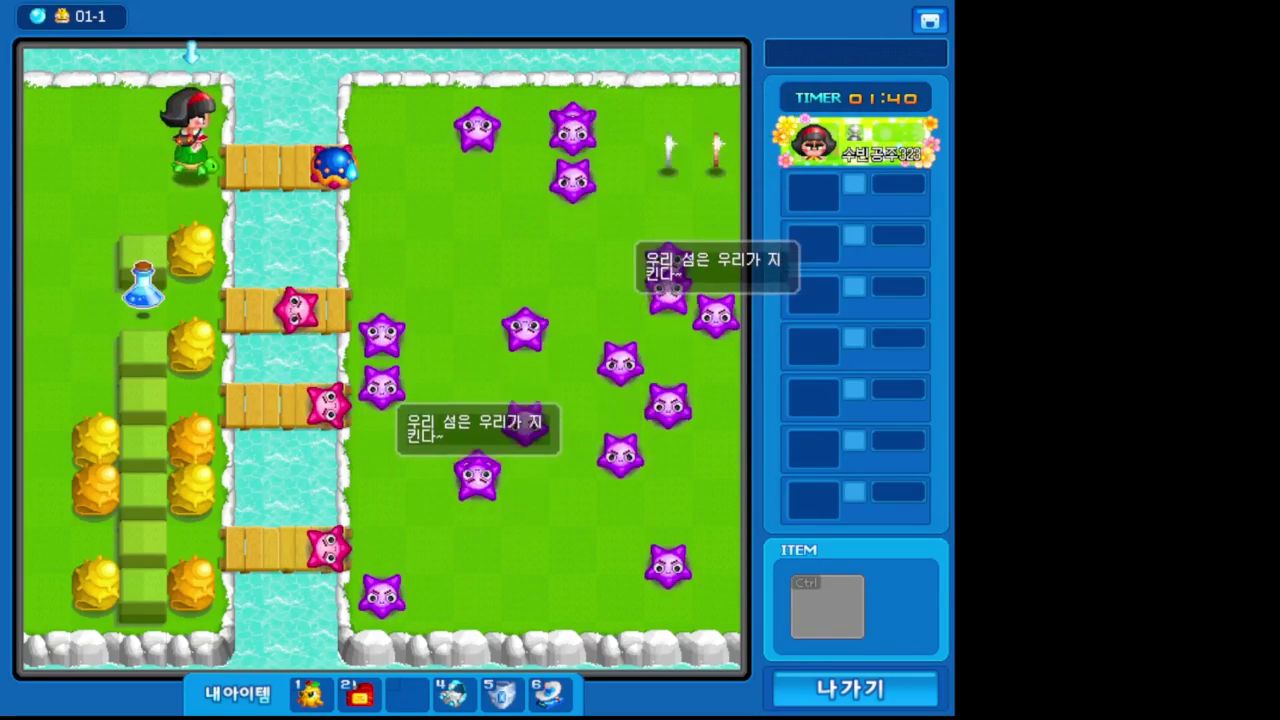 01-1
TIMER 01:40
수빈공주323
우리 섬은 우리가 지
킨다~
우리 섬은 우리가 지
킨다~
ITEM
Ctrl
내아이템
1
2
4
5
6
나가기